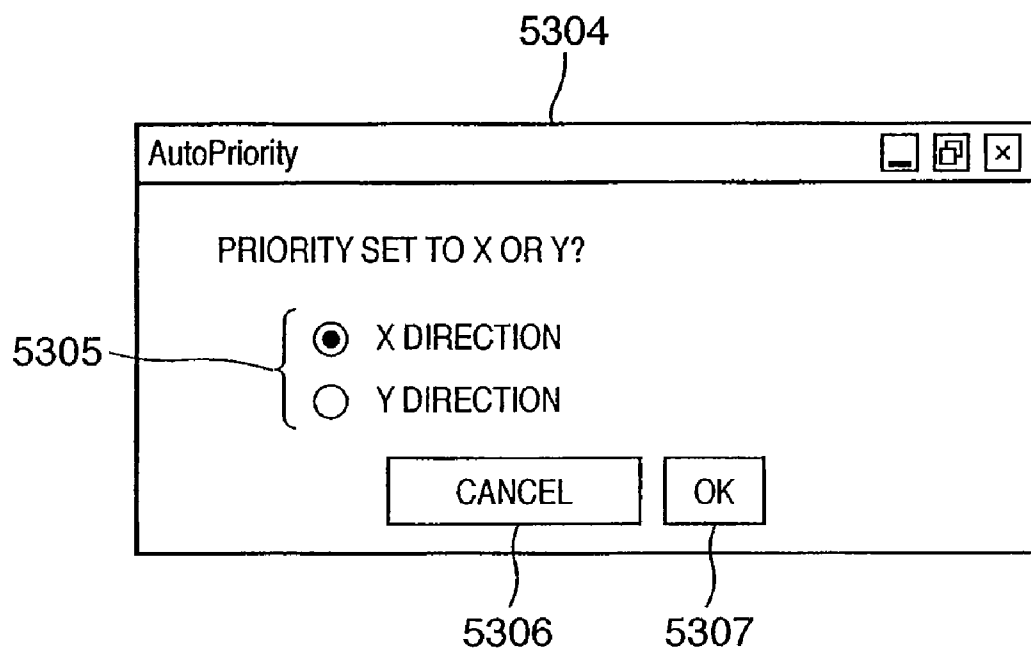 5304
AutoPriority
PRIORITY SET TO X OR Y?
5305
X DIRECTION
Y DIRECTION
CANCEL
OK
5306
5307